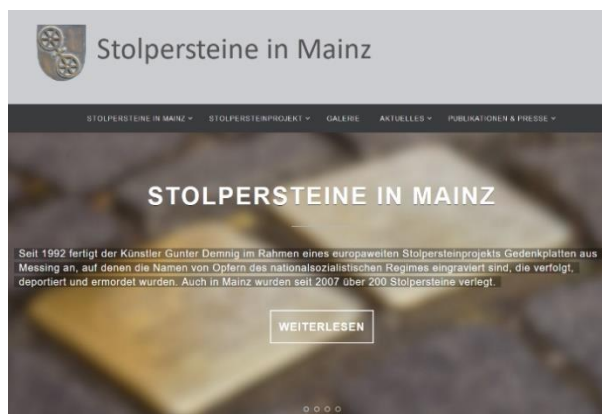 Stolpersteine in Mainz
STOLPERSTEINE IN MAINZ STOLPERSTEINPROJEKT GALERIE AKTUELLES PUBLIKATIONEN & PRESSE
STOLPERSTEINE IN MAINZ
Seit 1992 fertigt der Künstler Gunter Demnig im Rahmen eines europaweiten Stolpersteinprojekts Gedenkplatten aus
Messing an, auf denen die Namen von Opfern des nationalsozialistischen Regimes eingraviert sind, die verfolgt,
deportiert und ermordet wurden. Auch in Mainz wurden seit 2007 über 200 Stolpersteine verlegt.
WEITERLESEN